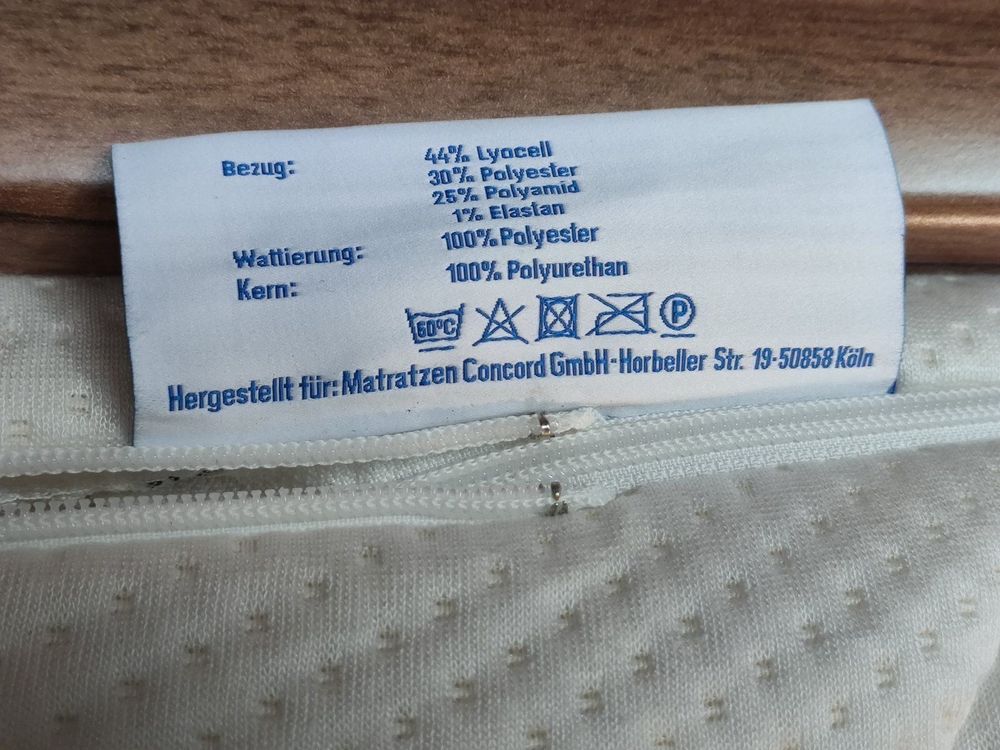 Bezug: 44% Lyocell
30% Polyester
25% Polyamid
1% Elastan
Wattierung: 100% Polyester
Kern: 100% Polyurethan
60°C P
Hergestellt für: Matratzen Concord GmbH-Horbeller Str. 19-50858 Köln